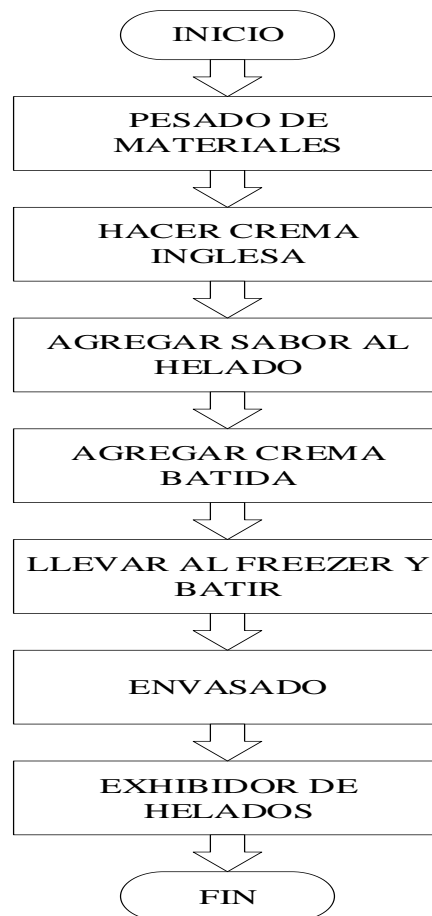 INICIO
PESADO DE
MATERIALES
HACER CREMA
INGLESA
AGREGAR SABOR AL
HELADO
AGREGAR CREMA
BATIDA
LLEVAR AL FREEZER Y
BATIR
ENVASADO
EXHIBIDOR DE
HELADOS
FIN